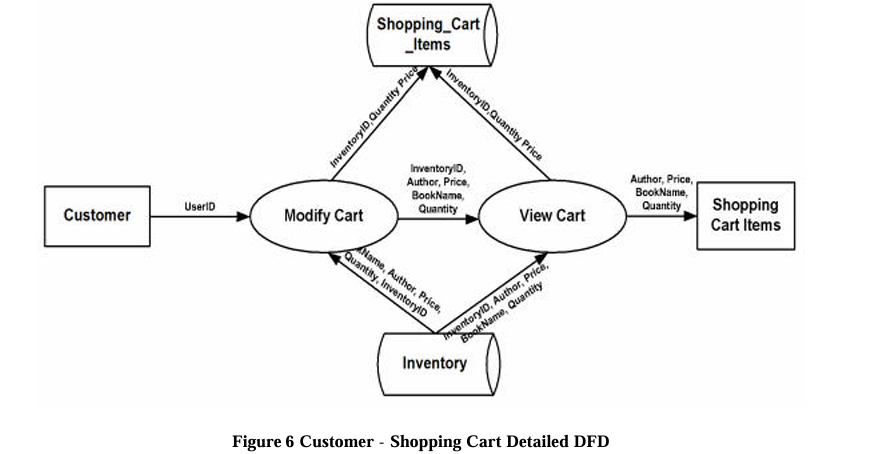 Shopping_Cart
_Items
InventoryID,Quantity Price
InventoryID,Quantity Price
InventoryID,
Author, Price,
BookName,
Quantity
Author, Price,
BookName,
Quantity
Customer
UserID
Modify Cart
View Cart
Shopping
Cart Items
Name, Author, Price,
Quantity, InventoryID
InventoryID, Author, Price,
BookName, Quantity
Inventory
Figure 6 Customer - Shopping Cart Detailed DFD